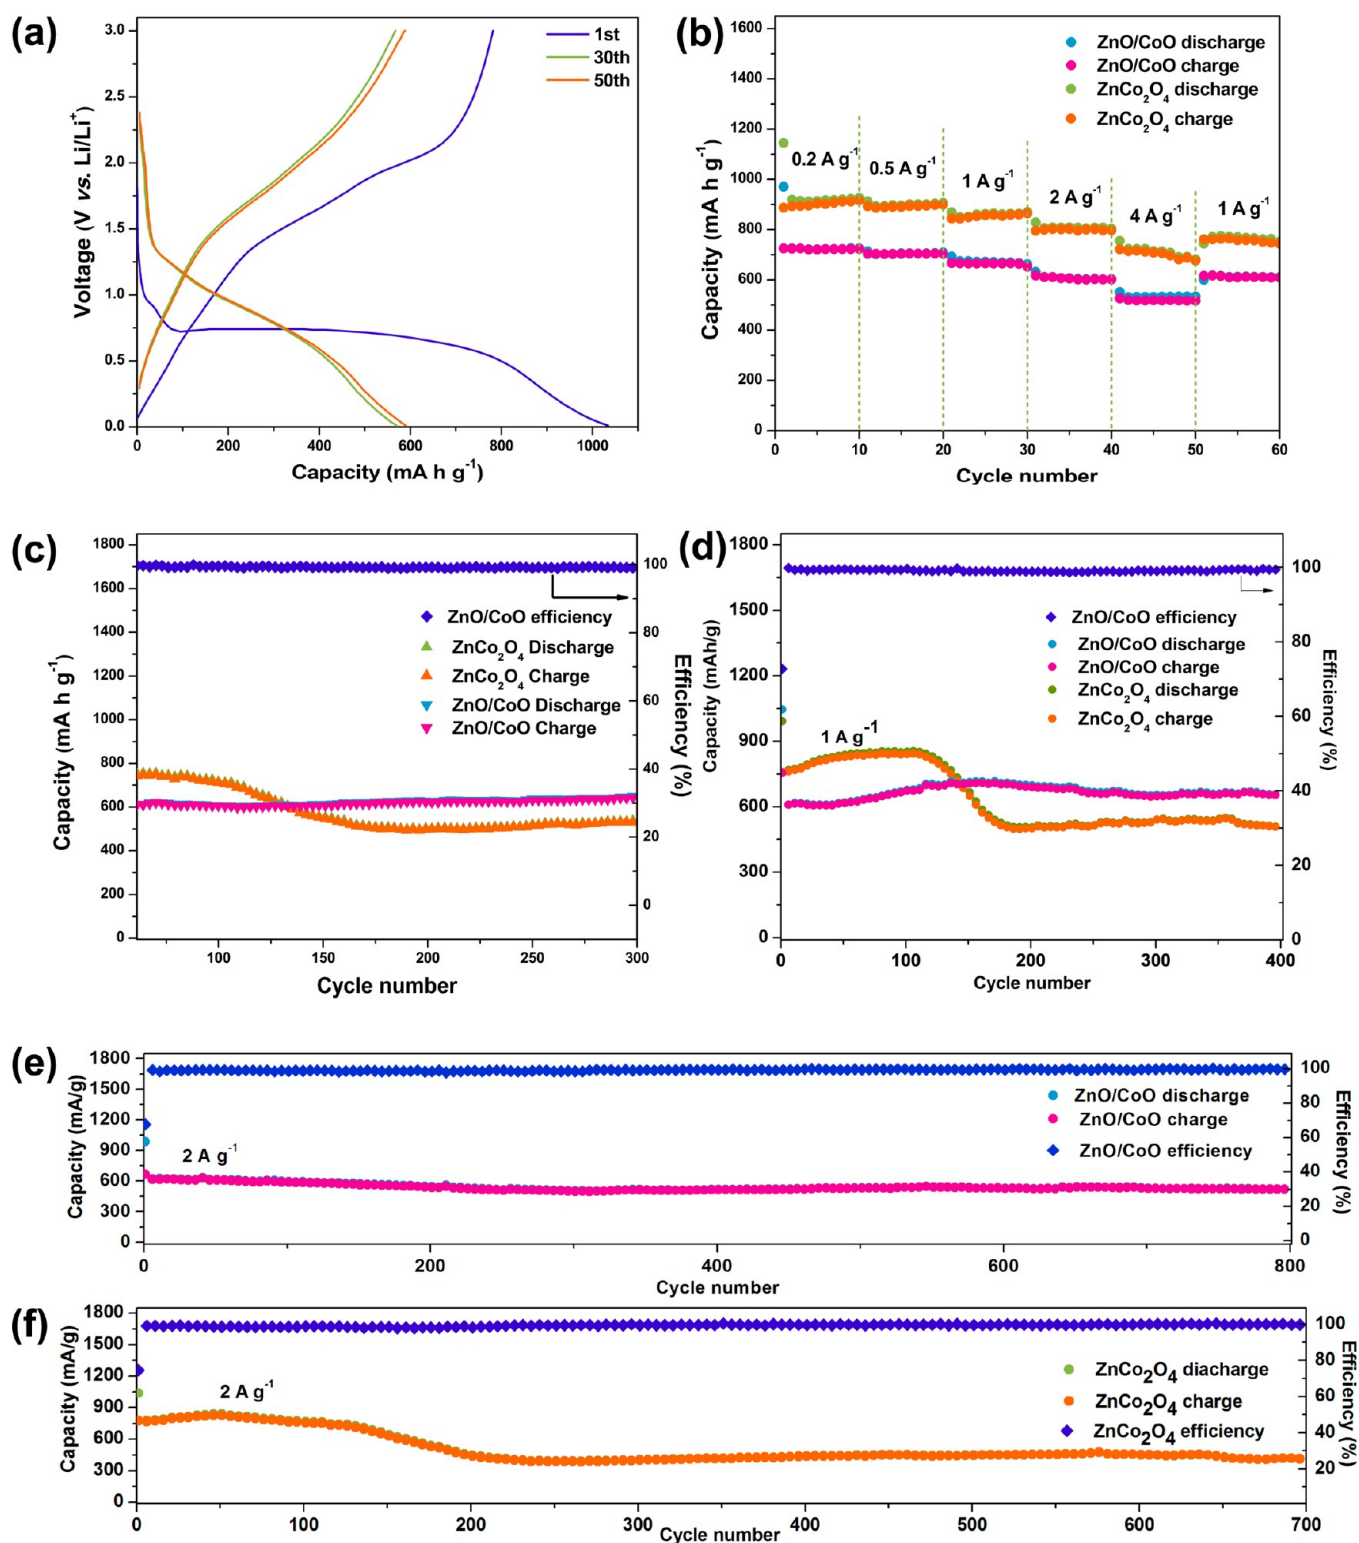 (a)
3.0
2.5
2.0
1.5
1.0
0.5
0.0
0
200
400
600
800
1000
Voltage (V vs. Li/Li+)
Capacity (mA h g-1)
1st
30th
50th
(b)
1600
1400
1200
1000
800
600
400
200
0
0
10
20
30
40
50
60
Capacity (mA h g-1)
Cycle number
ZnO/CoO discharge
ZnO/CoO charge
ZnCo2O4 discharge
ZnCo2O4 charge
0.2 A g-1
0.5 A g-1
1 A g-1
2 A g-1
4 A g-1
1 A g-1
(c)
1800
1600
1400
1200
1000
800
600
400
200
0
100
150
200
250
300
100
80
60
40
20
0
Capacity (mA h g-1)
Cycle number
Efficiency (%)
ZnO/CoO efficiency
ZnCo2O4 Discharge
ZnCo2O4 Charge
ZnO/CoO Discharge
ZnO/CoO Charge
(d)
1800
1500
1200
900
600
300
0
0
100
200
300
400
100
80
60
40
20
0
Capacity (mAh/g)
Cycle number
Efficiency (%)
ZnO/CoO efficiency
ZnO/CoO discharge
ZnO/CoO charge
ZnCo2O4 discharge
ZnCo2O4 charge
1 A g-1
(e)
1800
1500
1200
900
600
300
0
0
200
400
600
800
100
80
60
40
20
0
Capacity (mA/g)
Cycle number
Efficiency (%)
ZnO/CoO discharge
ZnO/CoO charge
ZnO/CoO efficiency
2 A g-1
(f)
1800
1500
1200
900
600
300
0
0
100
200
300
400
500
600
700
100
80
60
40
20
Capacity (mA/g)
Cycle number
Efficiency (%)
ZnCo2O4 diacharge
ZnCo2O4 charge
ZnCo2O4 efficiency
2 A g-1